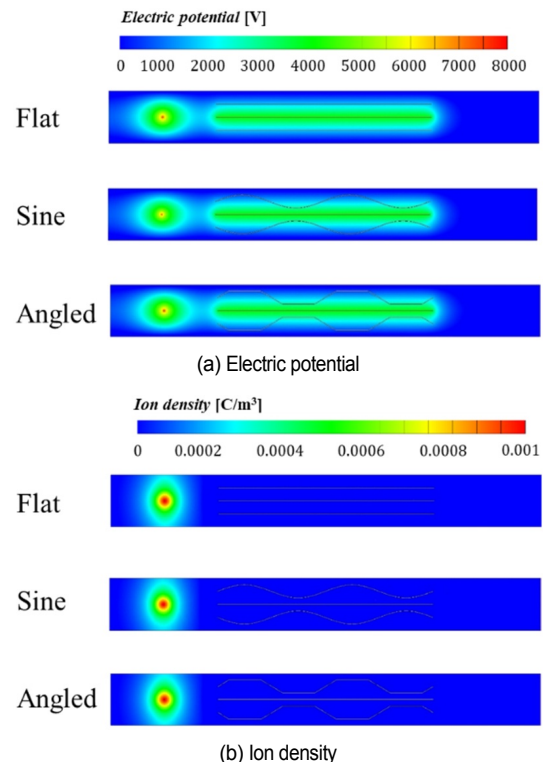 Electric potential [V]
0 1000 2000 3000 4000 5000 6000 7000 8000
Flat
Sine
Angled
(a) Electric potential
Ion density [C/m³]
0 0.0002 0.0004 0.0006 0.0008 0.001
Flat
Sine
Angled
(b) Ion density